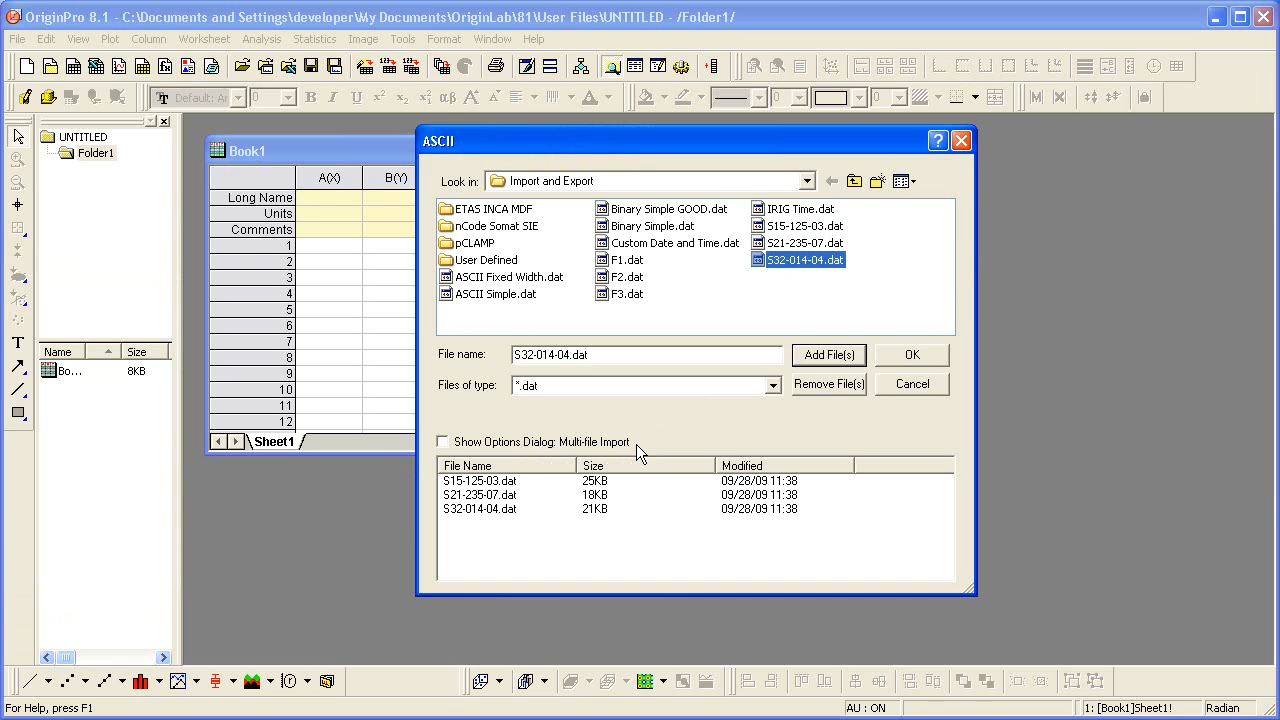 OriginPro 8.1 - C:\Documents and Settings\developer\My Documents\OriginLab\81\User Files\UNTITLED - /Folder1/
File Edit View Plot Column Worksheet Analysis Statistics Image Tools Format Window Help
Default: Ar 0 B I U 0 0
UNTITLED
Folder1
Name Size
Bo... 8KB
Book1
A(X) B(Y)
Long Name
Units
Comments
1
2
3
4
5
6
7
8
9
10
11
12
Sheet1
ASCII
Look in: Import and Export
ETAS INCA MDF
nCode Somat SIE
pCLAMP
User Defined
ASCII Fixed Width.dat
ASCII Simple.dat
Binary Simple GOOD.dat
Binary Simple.dat
Custom Date and Time.dat
F1.dat
F2.dat
F3.dat
IRIG Time.dat
S15-125-03.dat
S21-235-07.dat
S32-014-04.dat
File name: S32-014-04.dat Add File(s) OK
Files of type: *.dat Remove File(s) Cancel
Show Options Dialog: Multi-file Import
File Name Size Modified
S15-125-03.dat 25KB 09/28/09 11:38
S21-235-07.dat 18KB 09/28/09 11:38
S32-014-04.dat 21KB 09/28/09 11:38
For Help, press F1 AU : ON 1: [Book1]Sheet1! Radian